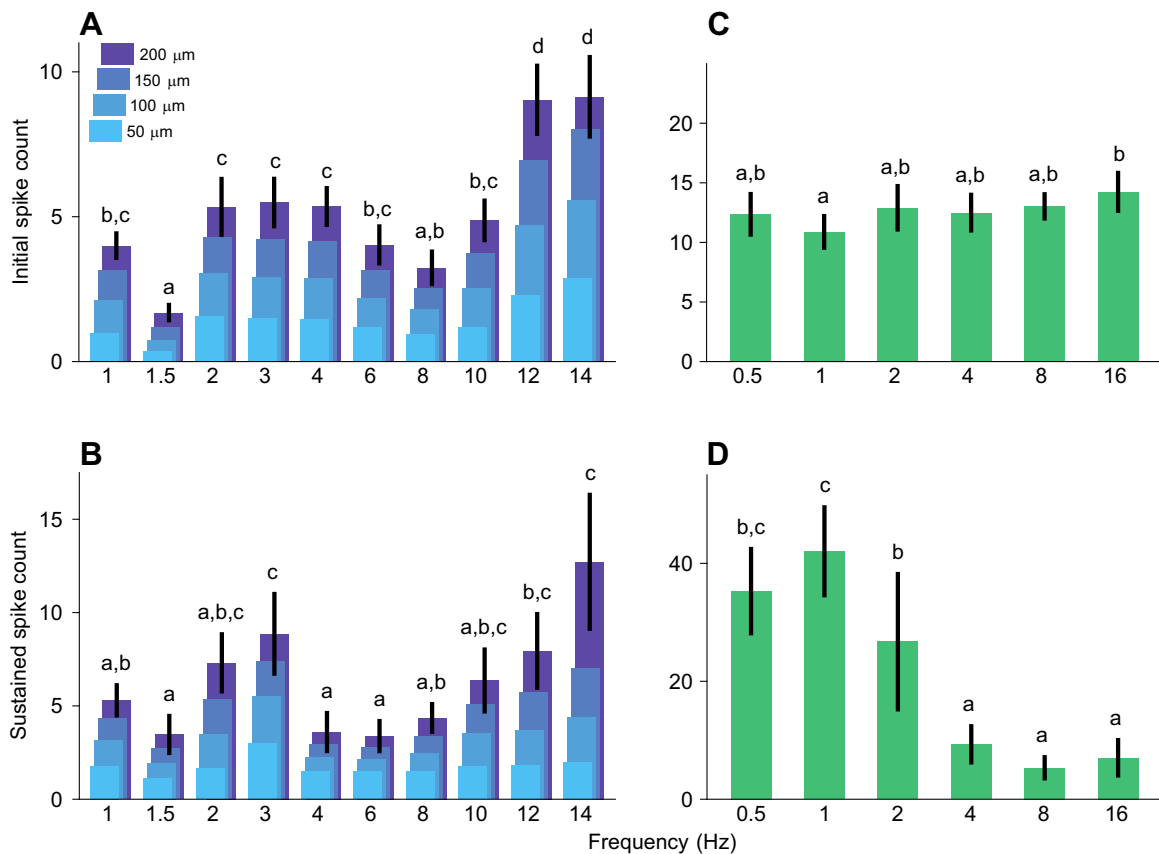 A
200 μm
150 μm
100 μm
50 μm
Initial spike count
10
5
0
b,c
a
c
c
c
b,c
a,b
b,c
d
d
1 1.5 2 3 4 6 8 10 12 14
C
20
15
10
5
0
a,b
a
a,b
a,b
a,b
b
0.5 1 2 4 8 16
B
Sustained spike count
15
10
5
0
a,b
a
a,b,c
c
a
a
a,b
a,b,c
b,c
c
1 1.5 2 3 4 6 8 10 12 14
D
40
20
0
b,c
c
b
a
a
a
0.5 1 2 4 8 16
Frequency (Hz)